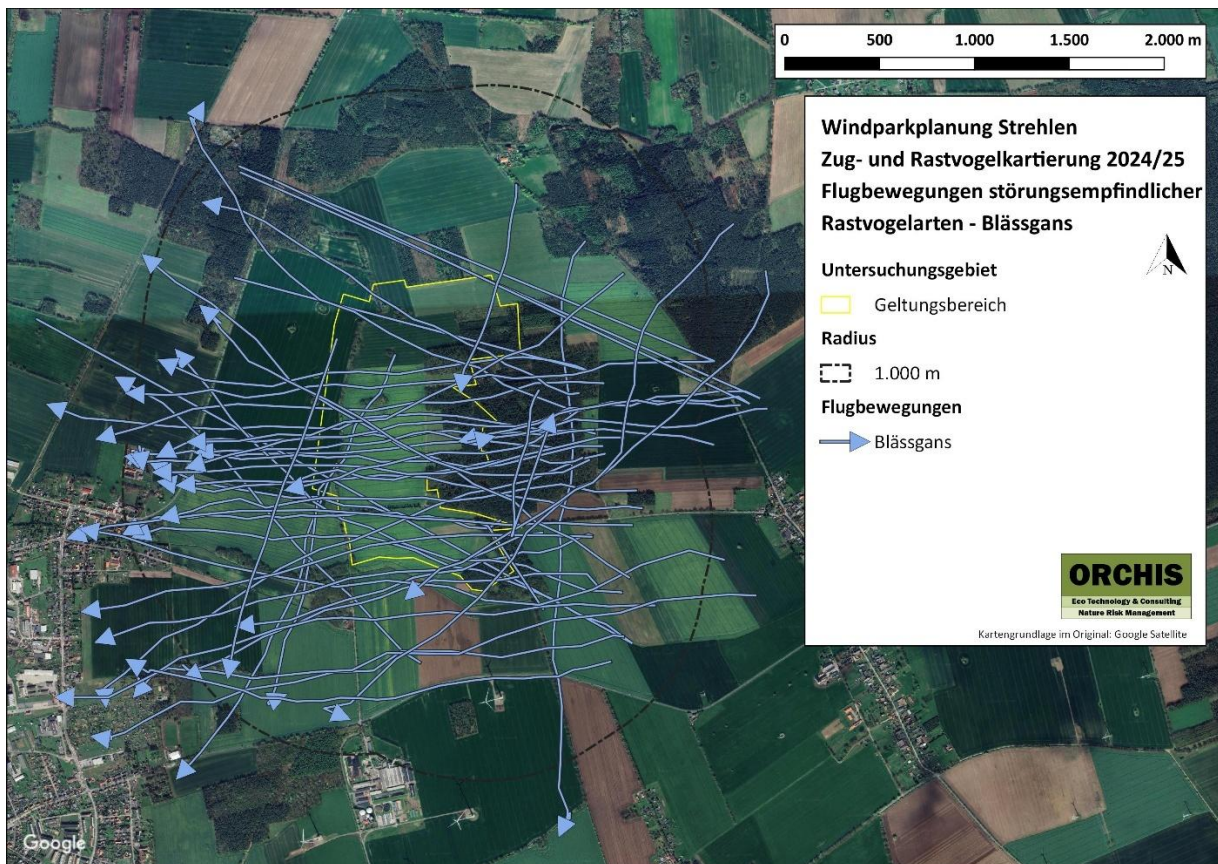 0 500 1.000 1.500 2.000 m
Windparkplanung Strehlen
Zug- und Rastvogelkartierung 2024/25
Flugbewegungen störungsempfindlicher
Rastvogelarten - Blässgans
N
Untersuchungsgebiet
Geltungsbereich
Radius
1.000 m
Flugbewegungen
Blässgans
ORCHIS
Eco Technology & Consulting
Nature Risk Management
Kartengrundlage im Original: Google Satellite
Google